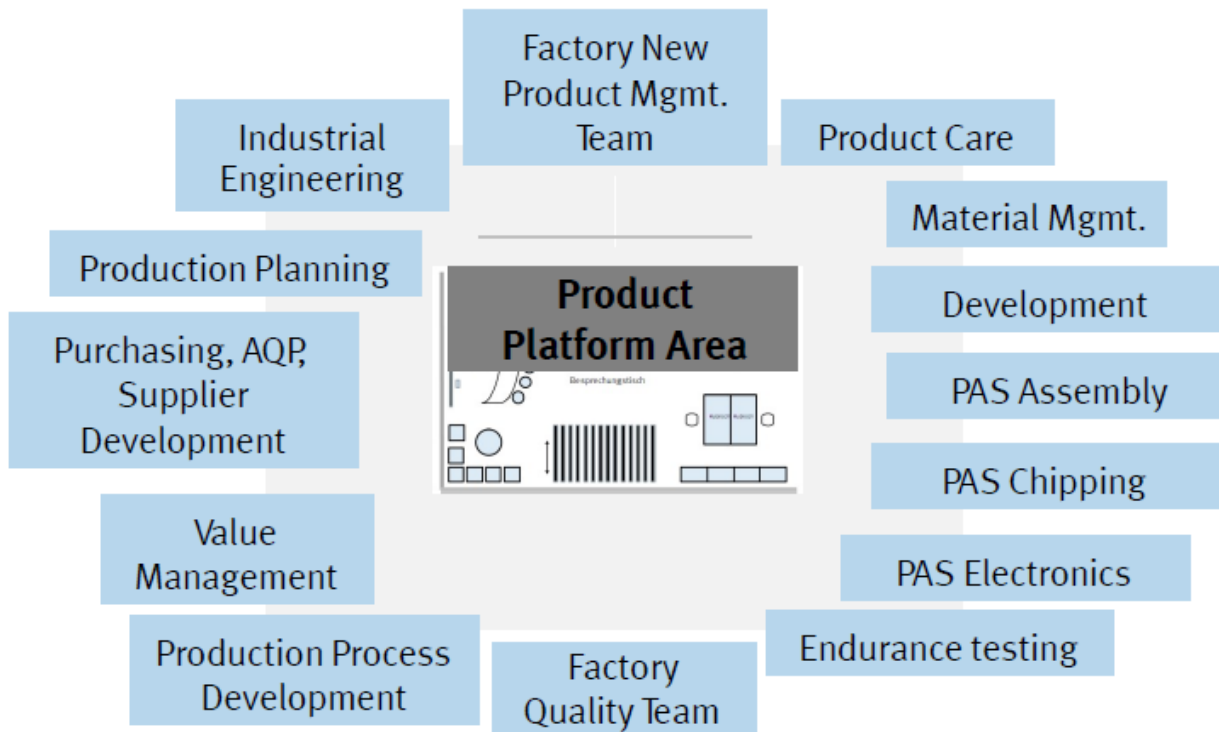 Factory New
Product Mgmt.
Team
Industrial
Engineering
Product Care
Material Mgmt.
Production Planning
Product
Platform Area
Development
Purchasing, AQP,
Supplier
Development
Besprechungstisch
PAS Assembly
PAS Chipping
Value
Management
PAS Electronics
Production Process
Development
Endurance testing
Factory
Quality Team